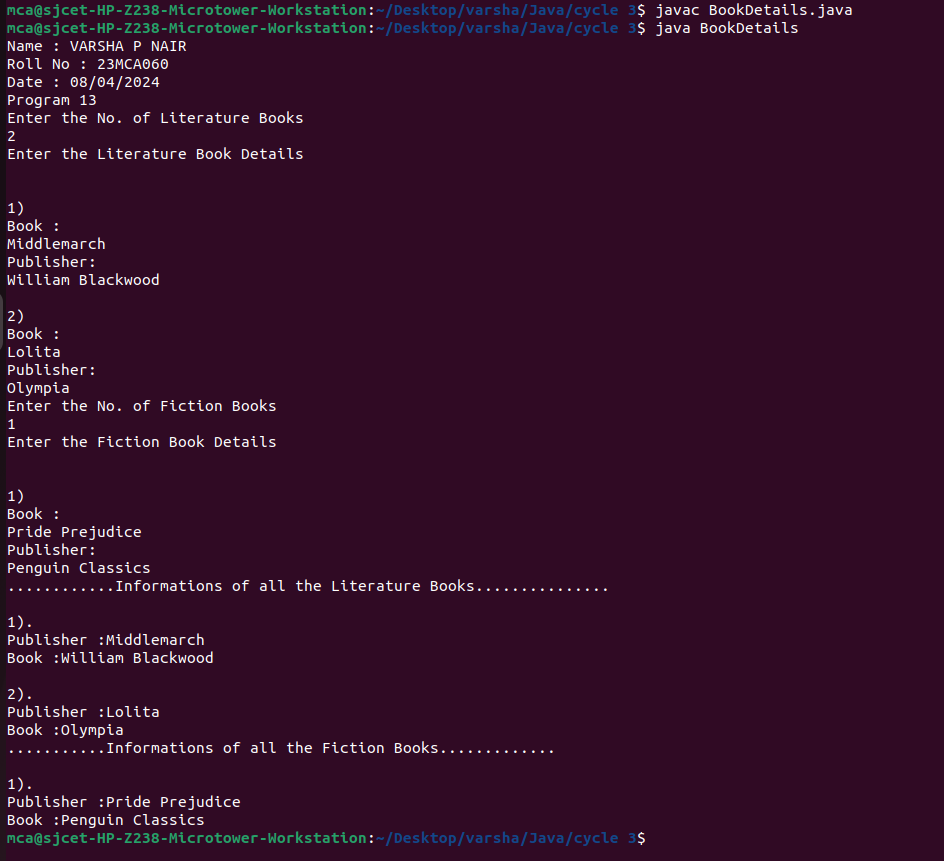 mca@sjcet-HP-Z238-Microtower-Workstation:~/Desktop/varsha/Java/cycle 3$ javac BookDetails.java
mca@sjcet-HP-Z238-Microtower-Workstation:~/Desktop/varsha/Java/cycle 3$ java BookDetails
Name : VARSHA P NAIR
Roll No : 23MCA060
Date : 08/04/2024
Program 13
Enter the No. of Literature Books
2
Enter the Literature Book Details
1)
Book :
Middlemarch
Publisher:
William Blackwood
2)
Book :
Lolita
Publisher:
Olympia
Enter the No. of Fiction Books
1
Enter the Fiction Book Details
1)
Book :
Pride Prejudice
Publisher:
Penguin Classics
............Informations of all the Literature Books...............
1).
Publisher :Middlemarch
Book :William Blackwood
2).
Publisher :Lolita
Book :Olympia
...........Informations of all the Fiction Books.............
1).
Publisher :Pride Prejudice
Book :Penguin Classics
mca@sjcet-HP-Z238-Microtower-Workstation:~/Desktop/varsha/Java/cycle 3$